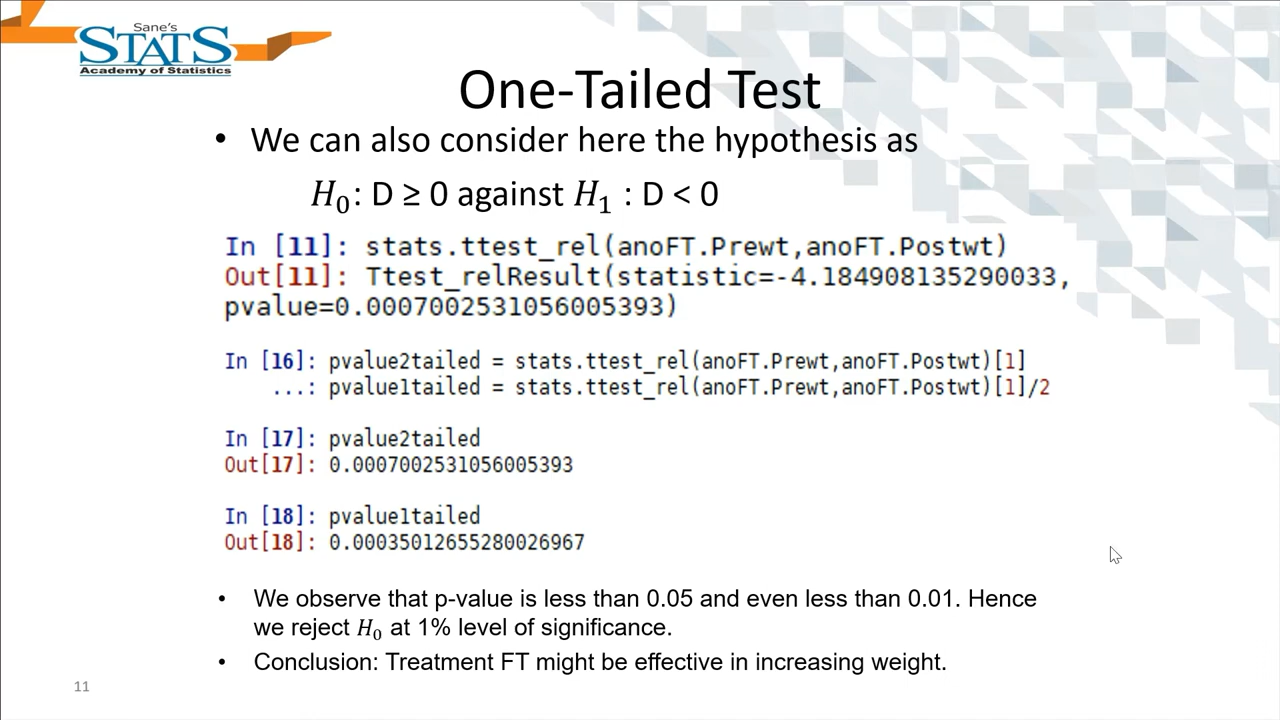 Sane's
STATS
Academy of Statistics
One-Tailed Test
• We can also consider here the hypothesis as
H₀: D ≥ 0 against H₁ : D < 0
In [11]: stats.ttest_rel(anoFT.Prewt,anoFT.Postwt)
Out[11]: Ttest_relResult(statistic=-4.184908135290033,
pvalue=0.0007002531056005393)
In [16]: pvalue2tailed = stats.ttest_rel(anoFT.Prewt,anoFT.Postwt)[1]
...: pvalue1tailed = stats.ttest_rel(anoFT.Prewt,anoFT.Postwt)[1]/2
In [17]: pvalue2tailed
Out[17]: 0.0007002531056005393
In [18]: pvalue1tailed
Out[18]: 0.00035012655280026967
• We observe that p-value is less than 0.05 and even less than 0.01. Hence
we reject H₀ at 1% level of significance.
• Conclusion: Treatment FT might be effective in increasing weight.
11